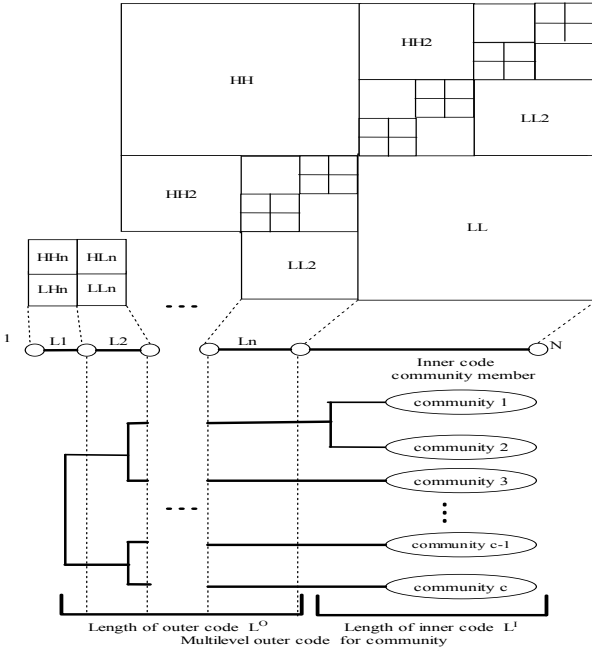 HH
HH2
LL2
HH2
LL
LL2
HHn HLn
LHn LLn
1
L1
L2
Ln
N
Inner code
community member
community 1
community 2
community 3
community c-1
community c
Length of outer code L^O
Length of inner code L^I
Multilevel outer code for community